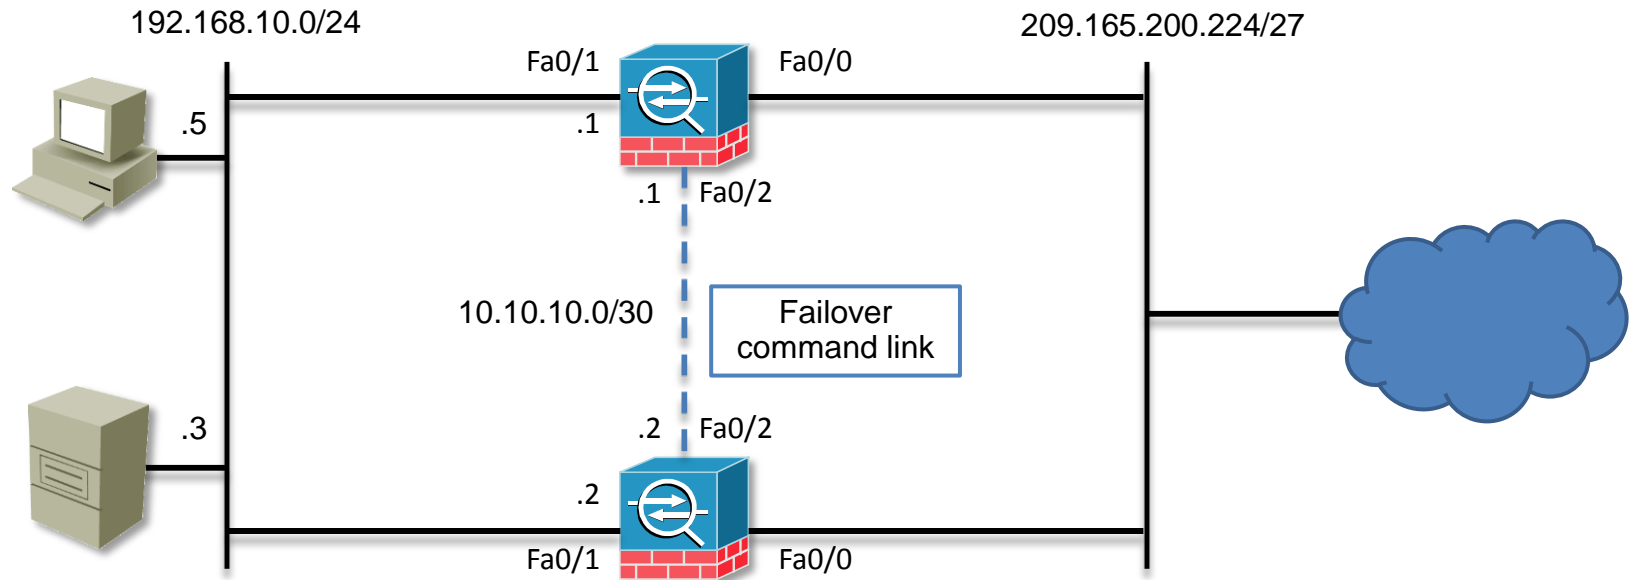 192.168.10.0/24
209.165.200.224/27
Fa0/1
Fa0/0
.5
.1
.1
Fa0/2
10.10.10.0/30
Failover
command link
.3
.2
Fa0/2
.2
Fa0/1
Fa0/0